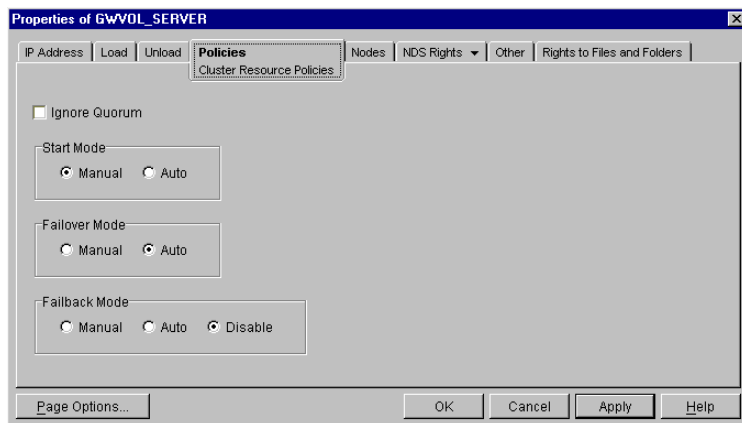 Properties of GWVOL_SERVER
IP Address Load Unload Policies Nodes NDS Rights Other Rights to Files and Folders
Cluster Resource Policies
Ignore Quorum
Start Mode
Manual Auto
Failover Mode
Manual Auto
Failback Mode
Manual Auto Disable
Page Options... OK Cancel Apply Help